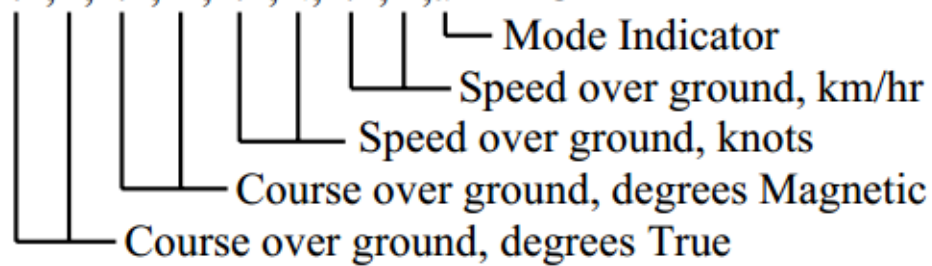 Mode Indicator
Speed over ground, km/hr
Speed over ground, knots
Course over ground, degrees Magnetic
Course over ground, degrees True